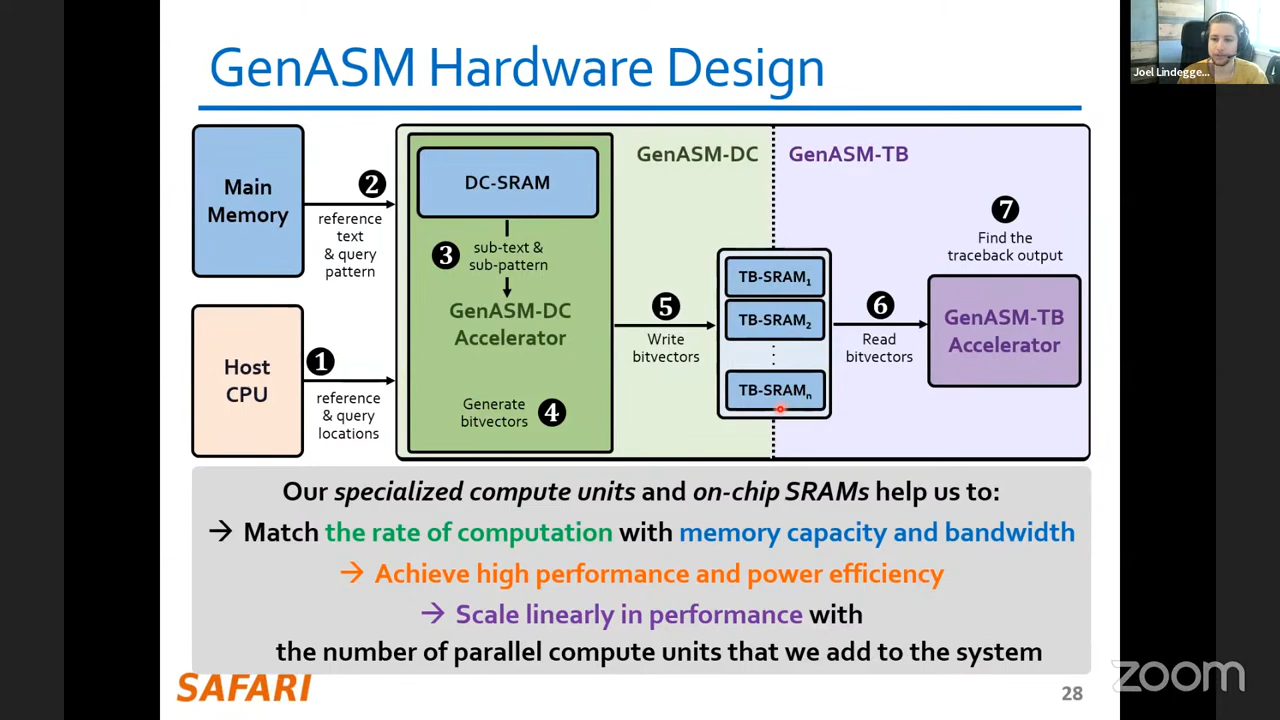 GenASM Hardware Design
Joel Lindegge...
Main
Memory
2
reference
text
& query
pattern
Host
CPU
1
reference
& query
locations
DC-SRAM
3
sub-text &
sub-pattern
GenASM-DC
Accelerator
Generate
bitvectors
4
GenASM-DC
5
Write
bitvectors
TB-SRAM1
TB-SRAM2
TB-SRAMn
GenASM-TB
6
Read
bitvectors
7
Find the
traceback output
GenASM-TB
Accelerator
Our specialized compute units and on-chip SRAMs help us to:
→ Match the rate of computation with memory capacity and bandwidth
→ Achieve high performance and power efficiency
→ Scale linearly in performance with
the number of parallel compute units that we add to the system
SAFARI
28
zoom